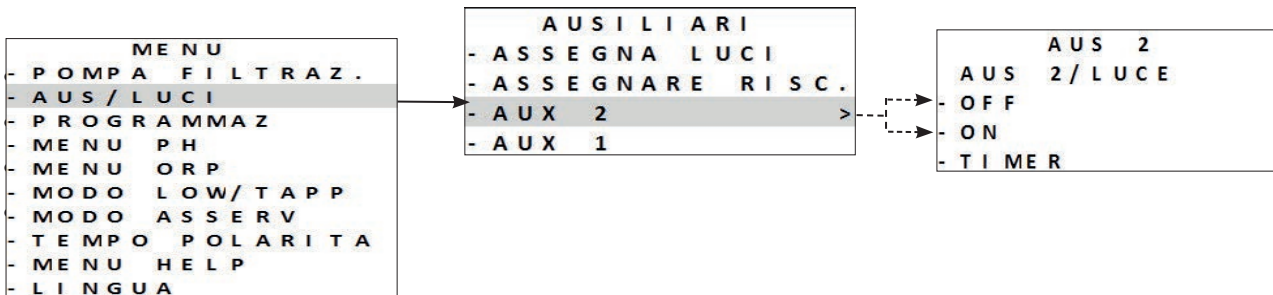 MENU
- POMPA FILTRAZ.
- AUS/LUCI
- PROGRAMMAZ
- MENU PH
- MENU ORP
- MODO LOW/TAPP
- MODO ASSERV
- TEMPO POLARITA
- MENU HELP
- LINGUA
AUSILIARI
- ASSEGNA LUCI
- ASSEGNARE RISC.
- AUX 2 >
- AUX 1
AUS 2
AUS 2/LUCE
- OFF
- ON
- TIMER